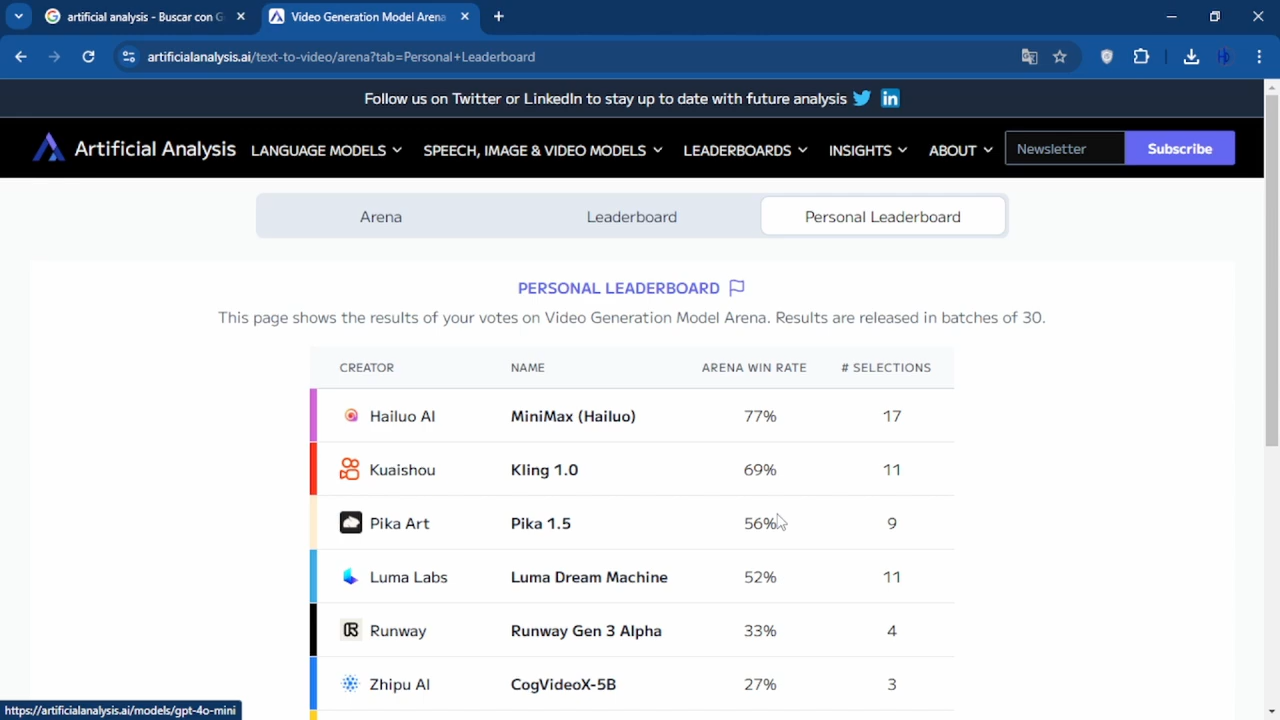 artificial analysis - Buscar con G
Video Generation Model Arena
artificialanalysis.ai/text-to-video/arena?tab=Personal+Leaderboard
Follow us on Twitter or LinkedIn to stay up to date with future analysis
Artificial Analysis
LANGUAGE MODELS
SPEECH, IMAGE & VIDEO MODELS
LEADERBOARDS
INSIGHTS
ABOUT
Newsletter
Subscribe
Arena
Leaderboard
Personal Leaderboard
PERSONAL LEADERBOARD
This page shows the results of your votes on Video Generation Model Arena. Results are released in batches of 30.
CREATOR NAME ARENA WIN RATE # SELECTIONS
Hailuo AI MiniMax (Hailuo) 77% 17
Kuaishou Kling 1.0 69% 11
Pika Art Pika 1.5 56% 9
Luma Labs Luma Dream Machine 52% 11
Runway Runway Gen 3 Alpha 33% 4
Zhipu AI CogVideoX-5B 27% 3
https://artificialanalysis.ai/models/gpt-4o-mini